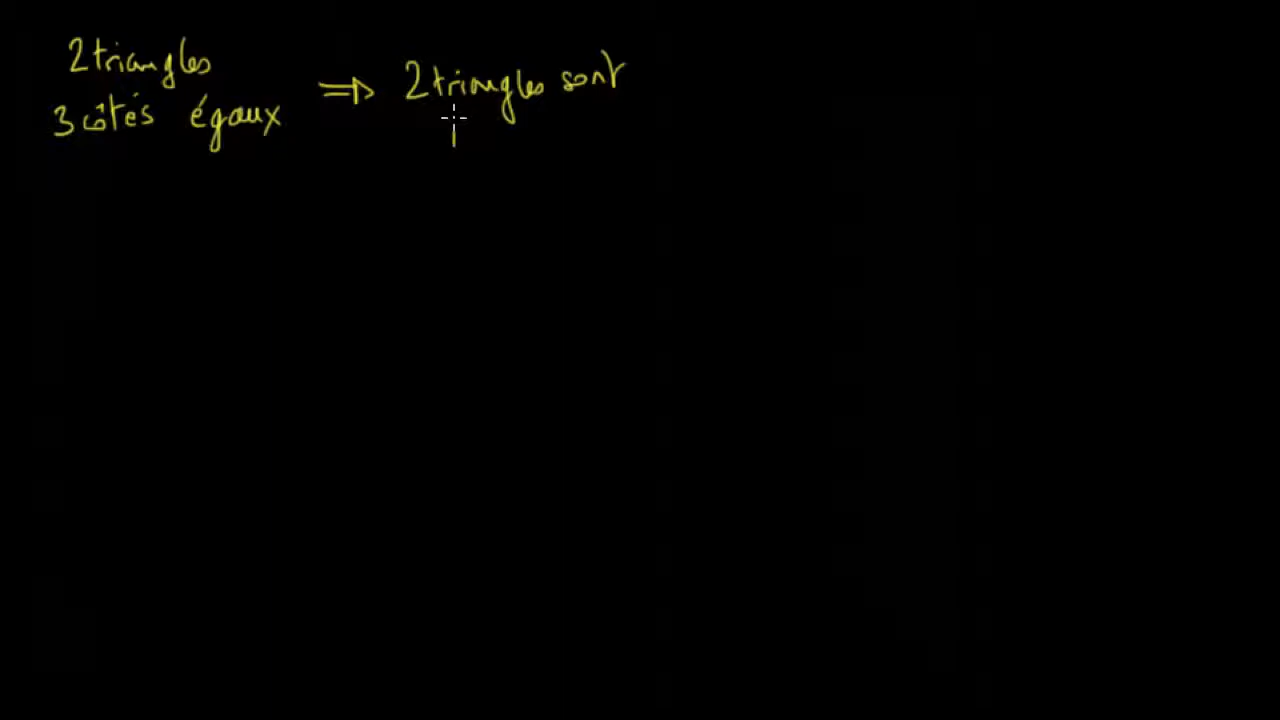 2 triangles
3 côtés égaux
⇒ 2 triangles sont